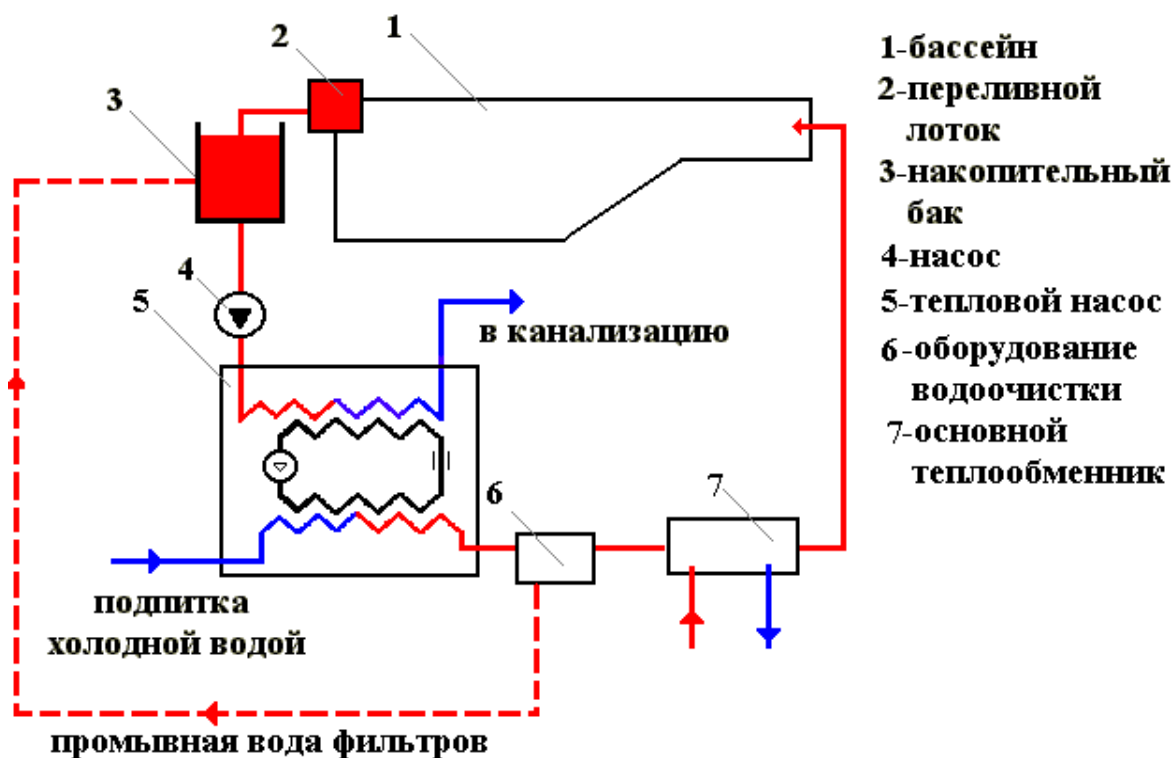 1
2
3
4
5
6
7
в канализацию
подпитка
холодной водой
промывная вода фильтров
1-бассейн
2-переливной
лоток
3-накопительный
бак
4-насос
5-тепловой насос
6-оборудование
водоочистки
7-основной
теплообменник